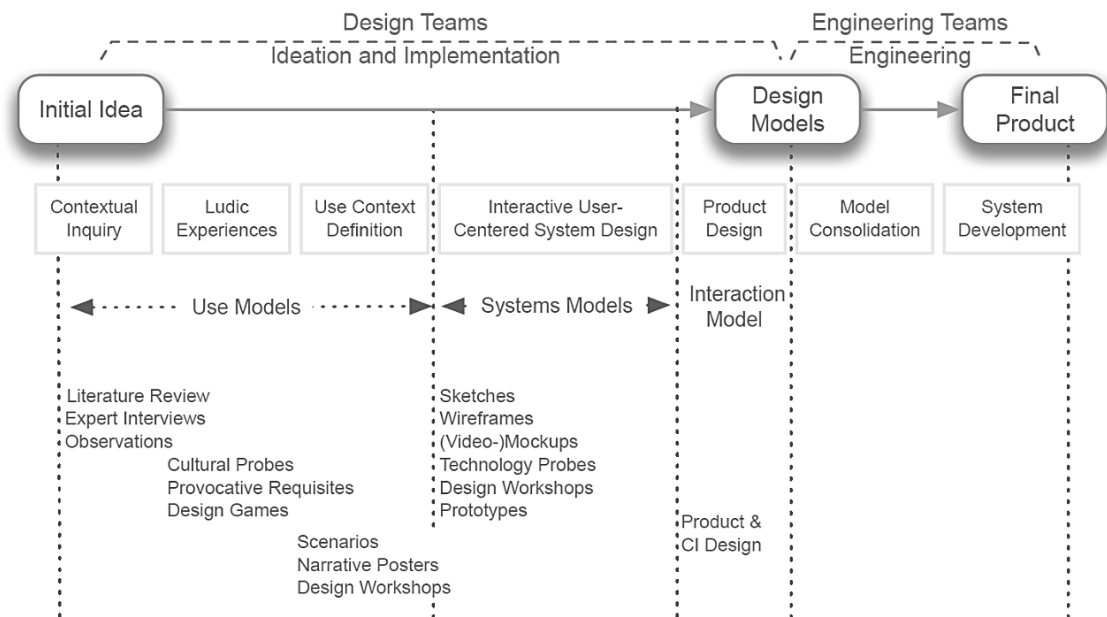 Design Teams
Engineering Teams
Ideation and Implementation
Engineering
Initial Idea
Design
Models
Final
Product
Contextual
Inquiry
Ludic
Experiences
Use Context
Definition
Interactive User-
Centered System Design
Product
Design
Model
Consolidation
System
Development
Use Models
Systems Models
Interaction
Model
Literature Review
Expert Interviews
Observations
Cultural Probes
Provocative Requisites
Design Games
Scenarios
Narrative Posters
Design Workshops
Sketches
Wireframes
(Video-)Mockups
Technology Probes
Design Workshops
Prototypes
Product &
CI Design